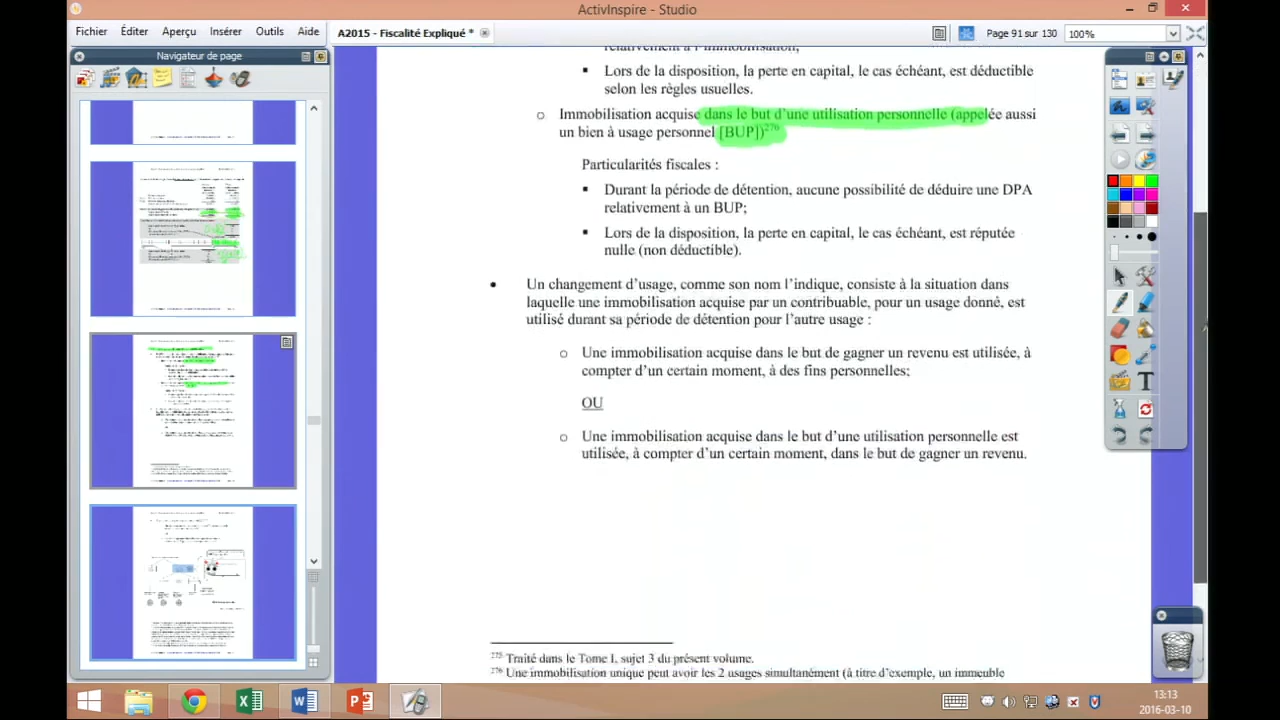 ActivInspire - Studio
Fichier Éditer Aperçu Insérer Outils Aide
A2015 - Fiscalité Expliqué *
Page 91 sur 130
100%
Navigateur de page
relativement à l'immobilisation;
▪ Lors de la disposition, la perte en capital, le cas échéant, est déductible
selon les règles usuelles.
o Immobilisation acquise dans le but d'une utilisation personnelle (appelée aussi
un bien à usage personnel [BUP])276
Particularités fiscales :
▪ Durant la période de détention, aucune possibilité de déduire une DPA
relativement à un BUP;
▪ Lors de la disposition, la perte en capital, le cas échéant, est réputée
nulle (non déductible).
• Un changement d'usage, comme son nom l'indique, consiste à la situation dans
laquelle une immobilisation acquise par un contribuable, pour un usage donné, est
utilisé durant sa période de détention pour l'autre usage :
o Une immobilisation acquise dans le but de gagner un revenu est utilisée, à
compter d'un certain moment, à des fins personnelles;
OU
o Une immobilisation acquise dans le but d'une utilisation personnelle est
utilisée, à compter d'un certain moment, dans le but de gagner un revenu.
275 Traité dans le Tome I, sujet 3 du présent volume.
276 Une immobilisation unique peut avoir les 2 usages simultanément (à titre d'exemple, un immeuble
13:13
2016-03-10